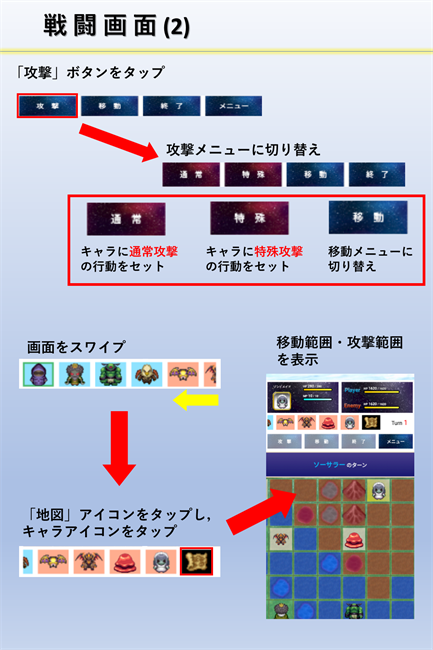 戦闘画面(2)
「攻撃」ボタンをタップ
攻撃 移動 終了 メニュー
攻撃メニューに切り替え
通常 特殊 移動 終了
通常 特殊 移動
キャラに通常攻撃
の行動をセット
キャラに特殊攻撃
の行動をセット
移動メニューに
切り替え
画面をスワイプ
移動範囲・攻撃範囲
を表示
Player
Enemy
Turn 1
攻撃 移動 終了 メニュー
ソーサラーのターン
「地図」アイコンをタップし,
キャラアイコンをタップ